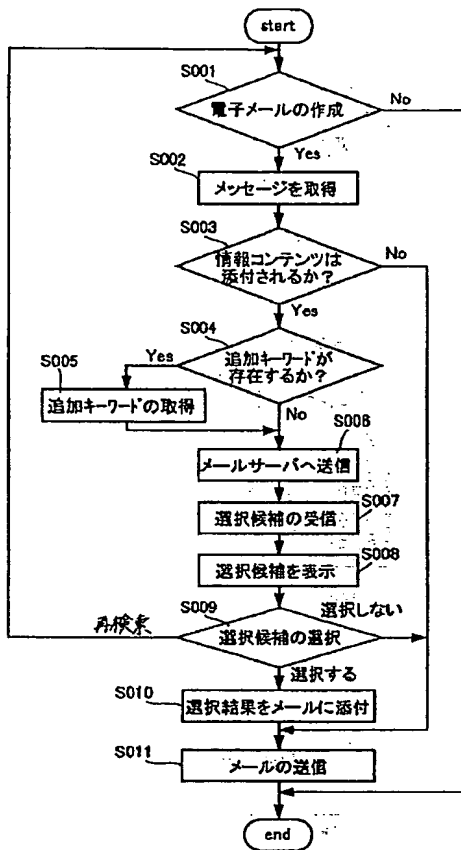 start
S001
電子メールの作成
No
Yes
S002
メッセージを取得
S003
情報コンテンツは
添付されるか?
No
Yes
S004
追加キーワードが
存在するか?
Yes
S005
追加キーワードの取得
No
S006
メールサーバへ送信
S007
選択候補の受信
S008
選択候補を表示
S009
選択候補の選択
選択しない
再検索
選択する
S010
選択結果をメールに添付
S011
メールの送信
end